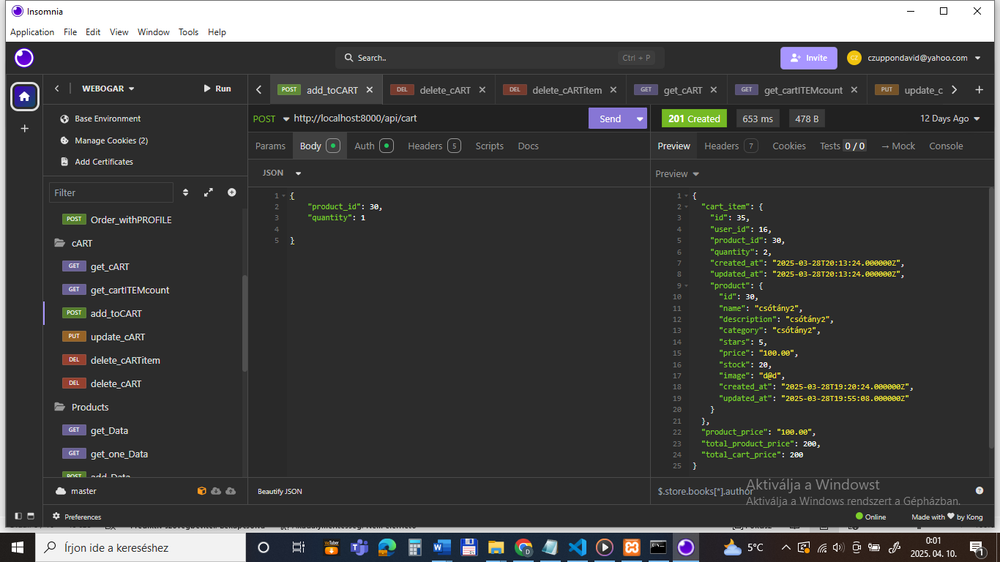 Insomnia
Application File Edit View Window Tools Help
Search.. Ctrl + P
Invite
CZ czuppondavid@yahoo.com
WEBOGAR
Run
POST add_toCART
DEL delete_cART
DEL delete_cARTitem
GET get_cART
GET get_cartITEMcount
PUT update_c
Base Environment
Manage Cookies (2)
Add Certificates
Filter
POST Order_withPROFILE
cART
GET get_cART
GET get_cartITEMcount
POST add_toCART
PUT update_cART
DEL delete_cARTitem
DEL delete_cART
Products
GET get_Data
GET get_one_Data
POST add_Data
master
Preferences
POST http://localhost:8000/api/cart Send
Params Body Auth Headers 5 Scripts Docs
JSON
1 {
2 "product_id": 30,
3 "quantity": 1
4
5 }
Beautify JSON
201 Created 653 ms 478 B 12 Days Ago
Preview Headers 7 Cookies Tests 0 / 0 → Mock Console
Preview
1 {
2 "cart_item": {
3 "id": 35,
4 "user_id": 16,
5 "product_id": 30,
6 "quantity": 2,
7 "created_at": "2025-03-28T20:13:24.000000Z",
8 "updated_at": "2025-03-28T20:13:24.000000Z",
9 "product": {
10 "id": 30,
11 "name": "csótány2",
12 "description": "csótány2",
13 "category": "csótány2",
14 "stars": 5,
15 "price": "100.00",
16 "stock": 20,
17 "image": "d@d",
18 "created_at": "2025-03-28T19:20:24.000000Z",
19 "updated_at": "2025-03-28T19:55:08.000000Z"
20 }
21 },
22 "product_price": "100.00",
23 "total_product_price": 200,
24 "total_cart_price": 200
25 }
$.store.books[*].author
Aktiválja a Windowst
Aktiválja a Windows rendszert a Gépházban.
Online
Made with ❤ by Kong
Írjon ide a kereséshez
5°C
0:01
2025. 04. 10.
1